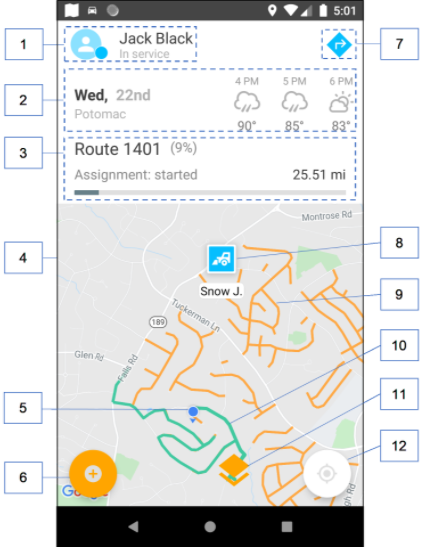 5:01
1
Jack Black
In service
7
2
Wed, 22nd
Potomac
4 PM 5 PM 6 PM
90° 85° 83°
3
Route 1401 (9%)
Assignment: started 25.51 mi
Montrose Rd
4
8
Snow J.
9
Tuckerman Ln
189
Glen Rd
Falls Rd
10
5
11
12
6
Google
gh Rd